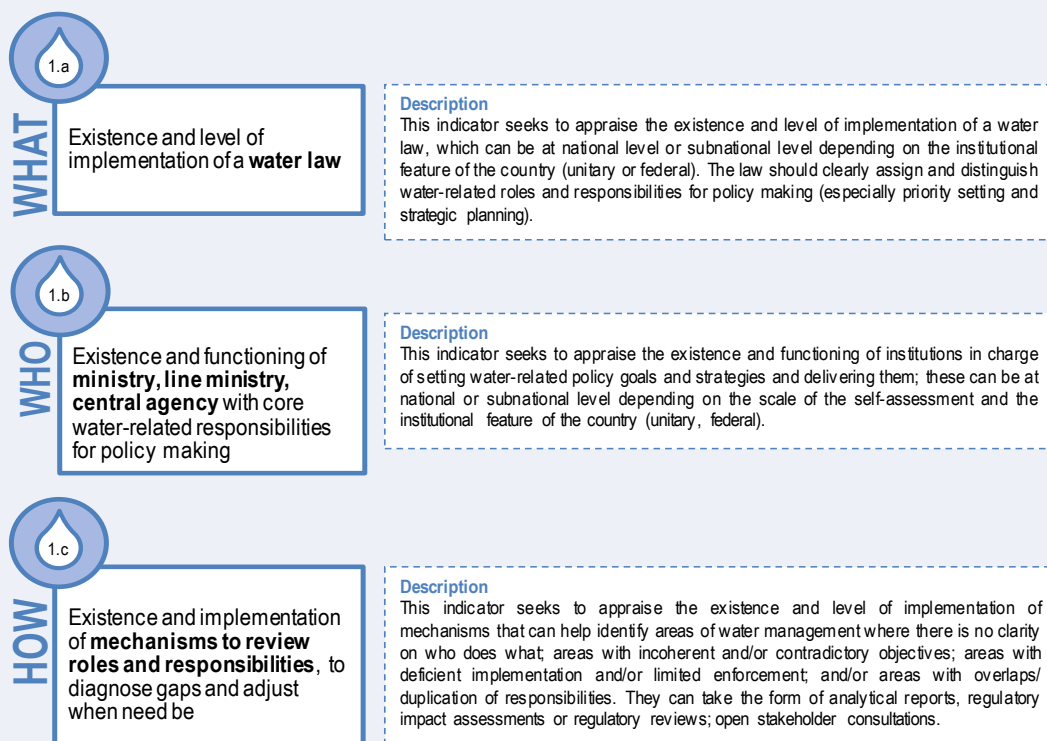 1.a
WHAT
Existence and level of
implementation of a water law
Description
This indicator seeks to appraise the existence and level of implementation of a water
law, which can be at national level or subnational level depending on the institutional
feature of the country (unitary or federal). The law should clearly assign and distinguish
water-related roles and responsibilities for policy making (especially priority setting and
strategic planning).
1.b
WHO
Existence and functioning of
ministry, line ministry,
central agency with core
water-related responsibilities
for policy making
Description
This indicator seeks to appraise the existence and functioning of institutions in charge
of setting water-related policy goals and strategies and delivering them; these can be at
national or subnational level depending on the scale of the self-assessment and the
institutional feature of the country (unitary, federal).
1.c
HOW
Existence and implementation
of mechanisms to review
roles and responsibilities, to
diagnose gaps and adjust
when need be
Description
This indicator seeks to appraise the existence and level of implementation of
mechanisms that can help identify areas of water management where there is no clarity
on who does what; areas with incoherent and/or contradictory objectives; areas with
deficient implementation and/or limited enforcement; and/or areas with overlaps/
duplication of responsibilities. They can take the form of analytical reports, regulatory
impact assessments or regulatory reviews; open stakeholder consultations.